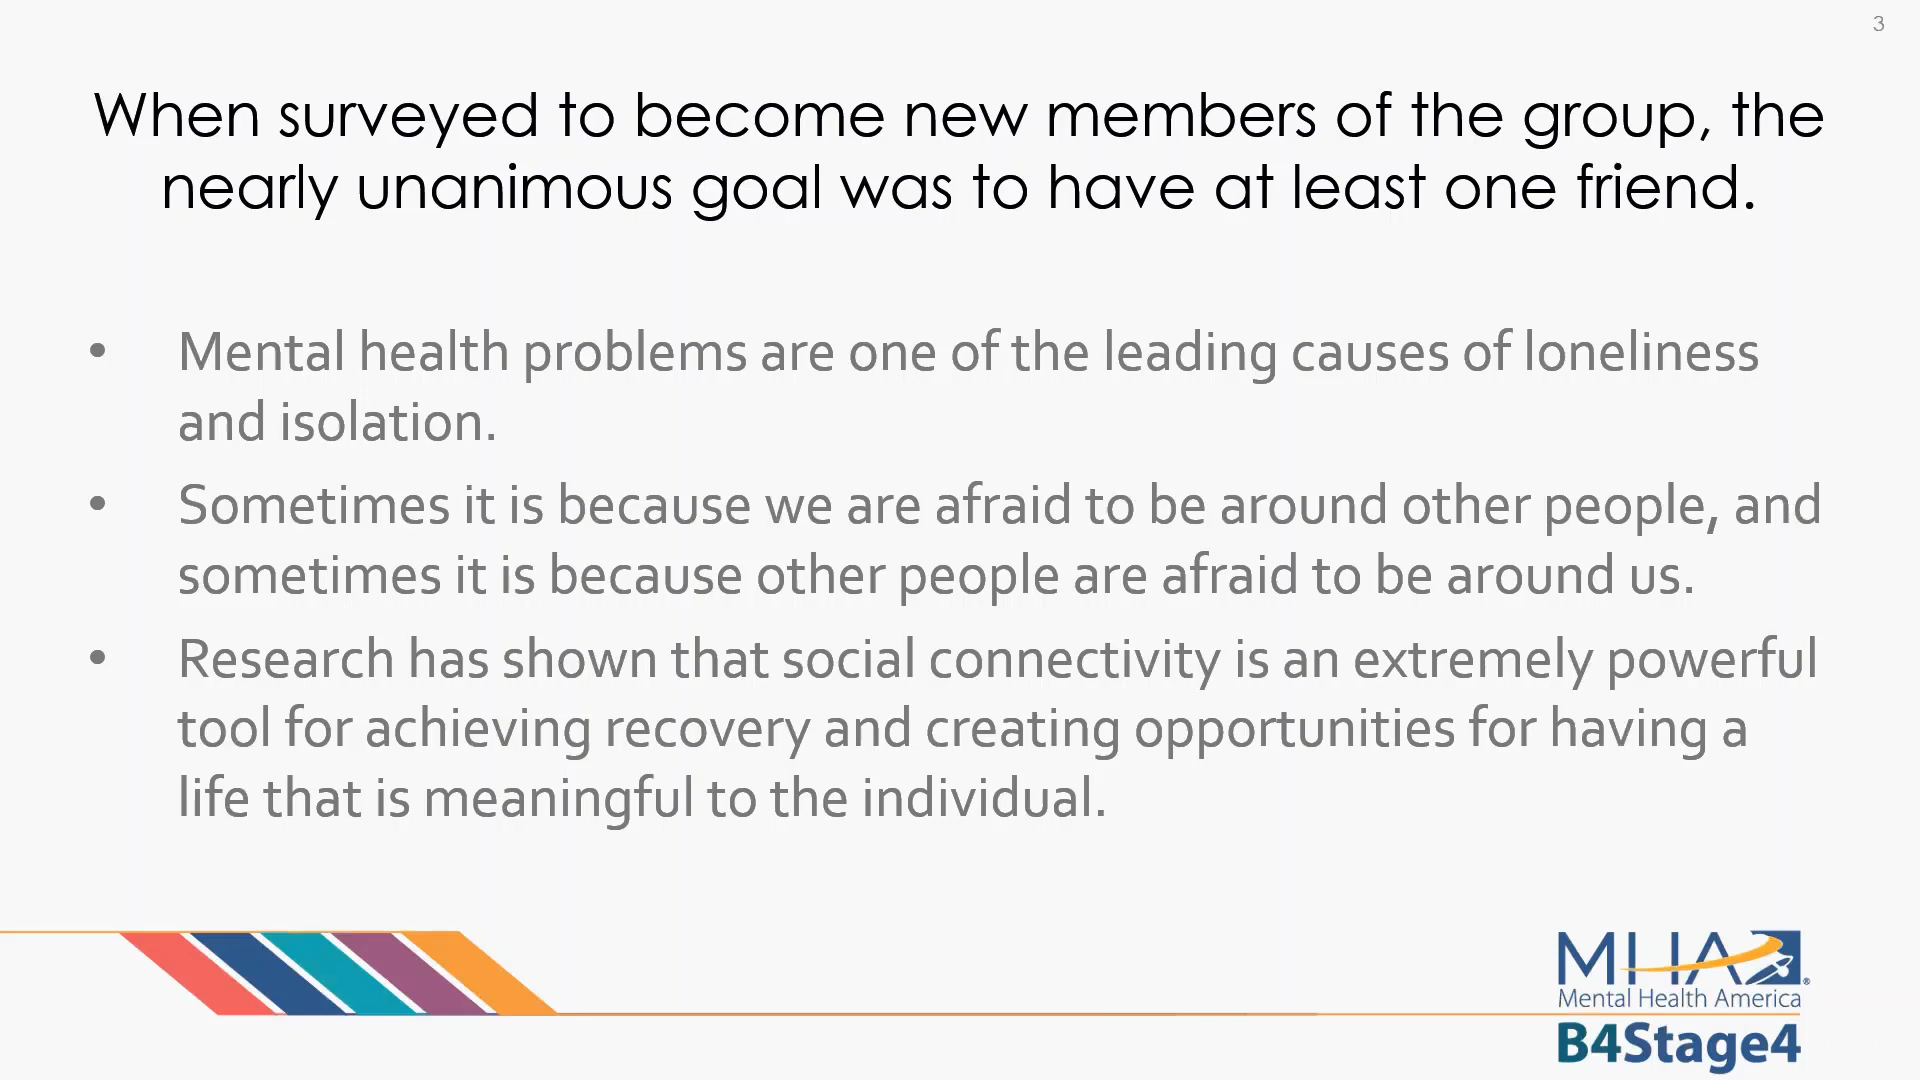 3
When surveyed to become new members of the group, the
nearly unanimous goal was to have at least one friend.
• Mental health problems are one of the leading causes of loneliness
and isolation.
• Sometimes it is because we are afraid to be around other people, and
sometimes it is because other people are afraid to be around us.
• Research has shown that social connectivity is an extremely powerful
tool for achieving recovery and creating opportunities for having a
life that is meaningful to the individual.
MHA®
Mental Health America
B4Stage4